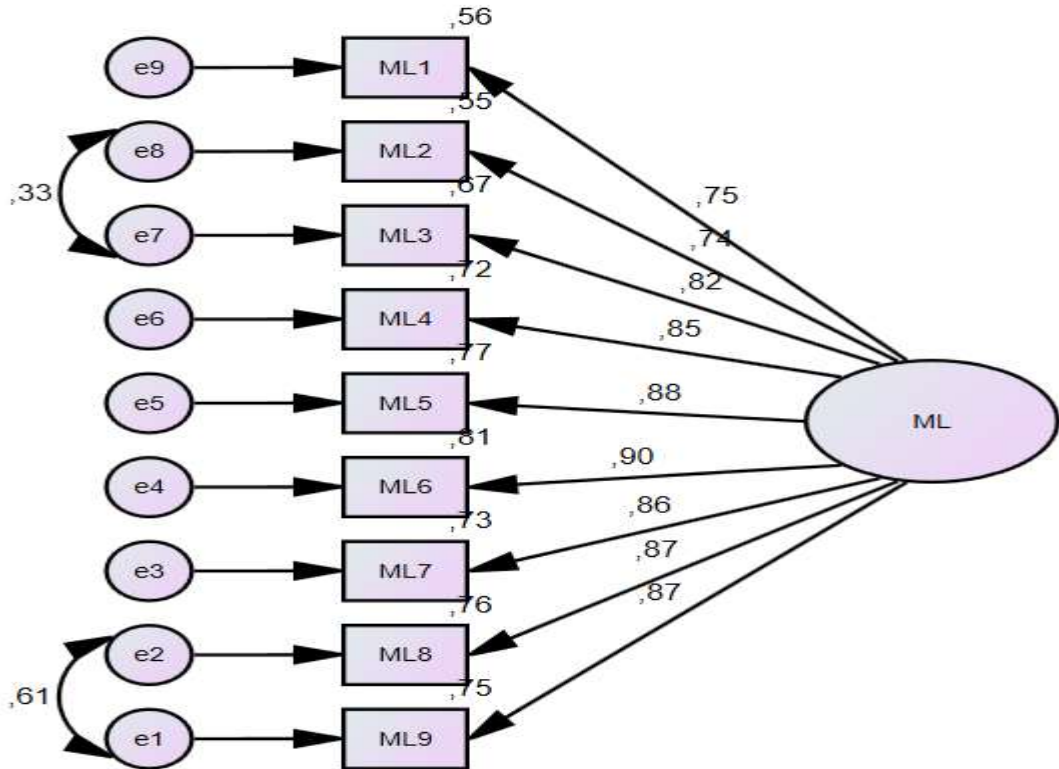 ,56
e9 ML1
,55
e8 ML2
,33
,67
,75
e7 ML3
,74
,72
,82
e6 ML4
,85
,77
e5 ML5
,88
ML
,81
e4 ML6
,90
,73
,86
e3 ML7
,87
,76
,87
e2 ML8
,61
,75
e1 ML9